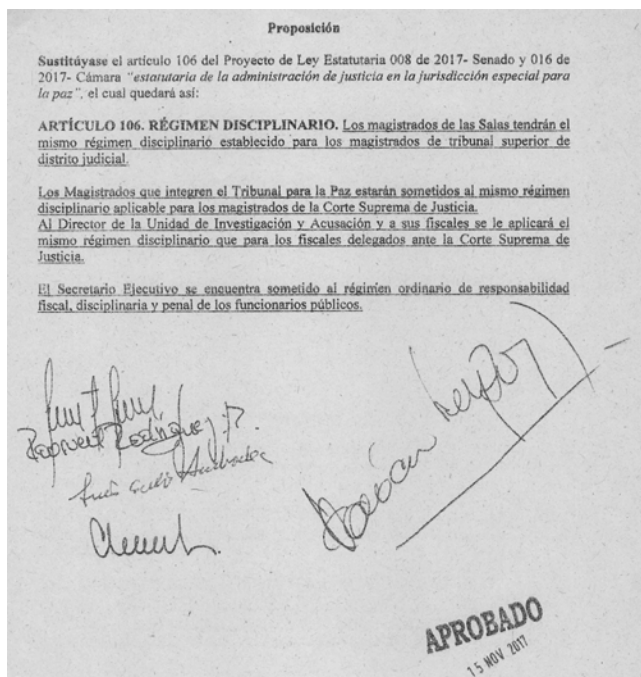 Proposición
Sustitúyase el artículo 106 del Proyecto de Ley Estatutaria 008 de 2017- Senado y 016 de
2017- Cámara "estatutaria de la administración de justicia en la jurisdicción especial para
la paz", el cual quedará así:
ARTÍCULO 106. RÉGIMEN DISCIPLINARIO. Los magistrados de las Salas tendrán el
mismo régimen disciplinario establecido para los magistrados de tribunal superior de
distrito judicial.
Los Magistrados que integren el Tribunal para la Paz estarán sometidos al mismo régimen
disciplinario aplicable para los magistrados de la Corte Suprema de Justicia.
Al Director de la Unidad de Investigación y Acusación y a sus fiscales se le aplicará el
mismo régimen disciplinario que para los fiscales delegados ante la Corte Suprema de
Justicia.
El Secretario Ejecutivo se encuentra sometido al régimen ordinario de responsabilidad
fiscal, disciplinaria y penal de los funcionarios públicos.
APROBADO
15 NOV 2017